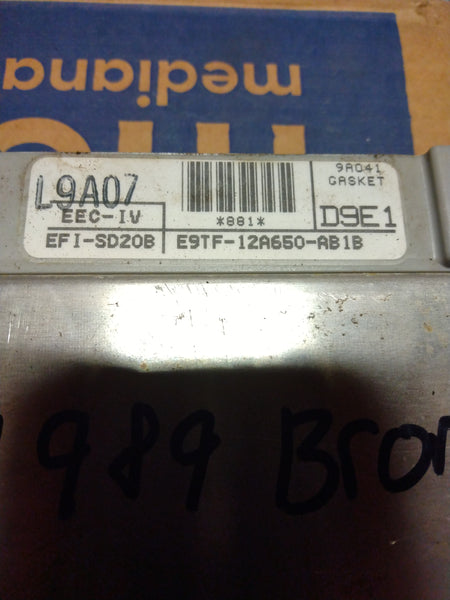 mediana
L9A07
EEC-IV
*881*
9A041
GASKET
D9E1
EFI-SD20B
E9TF-12A650-AB1B
989 Bron